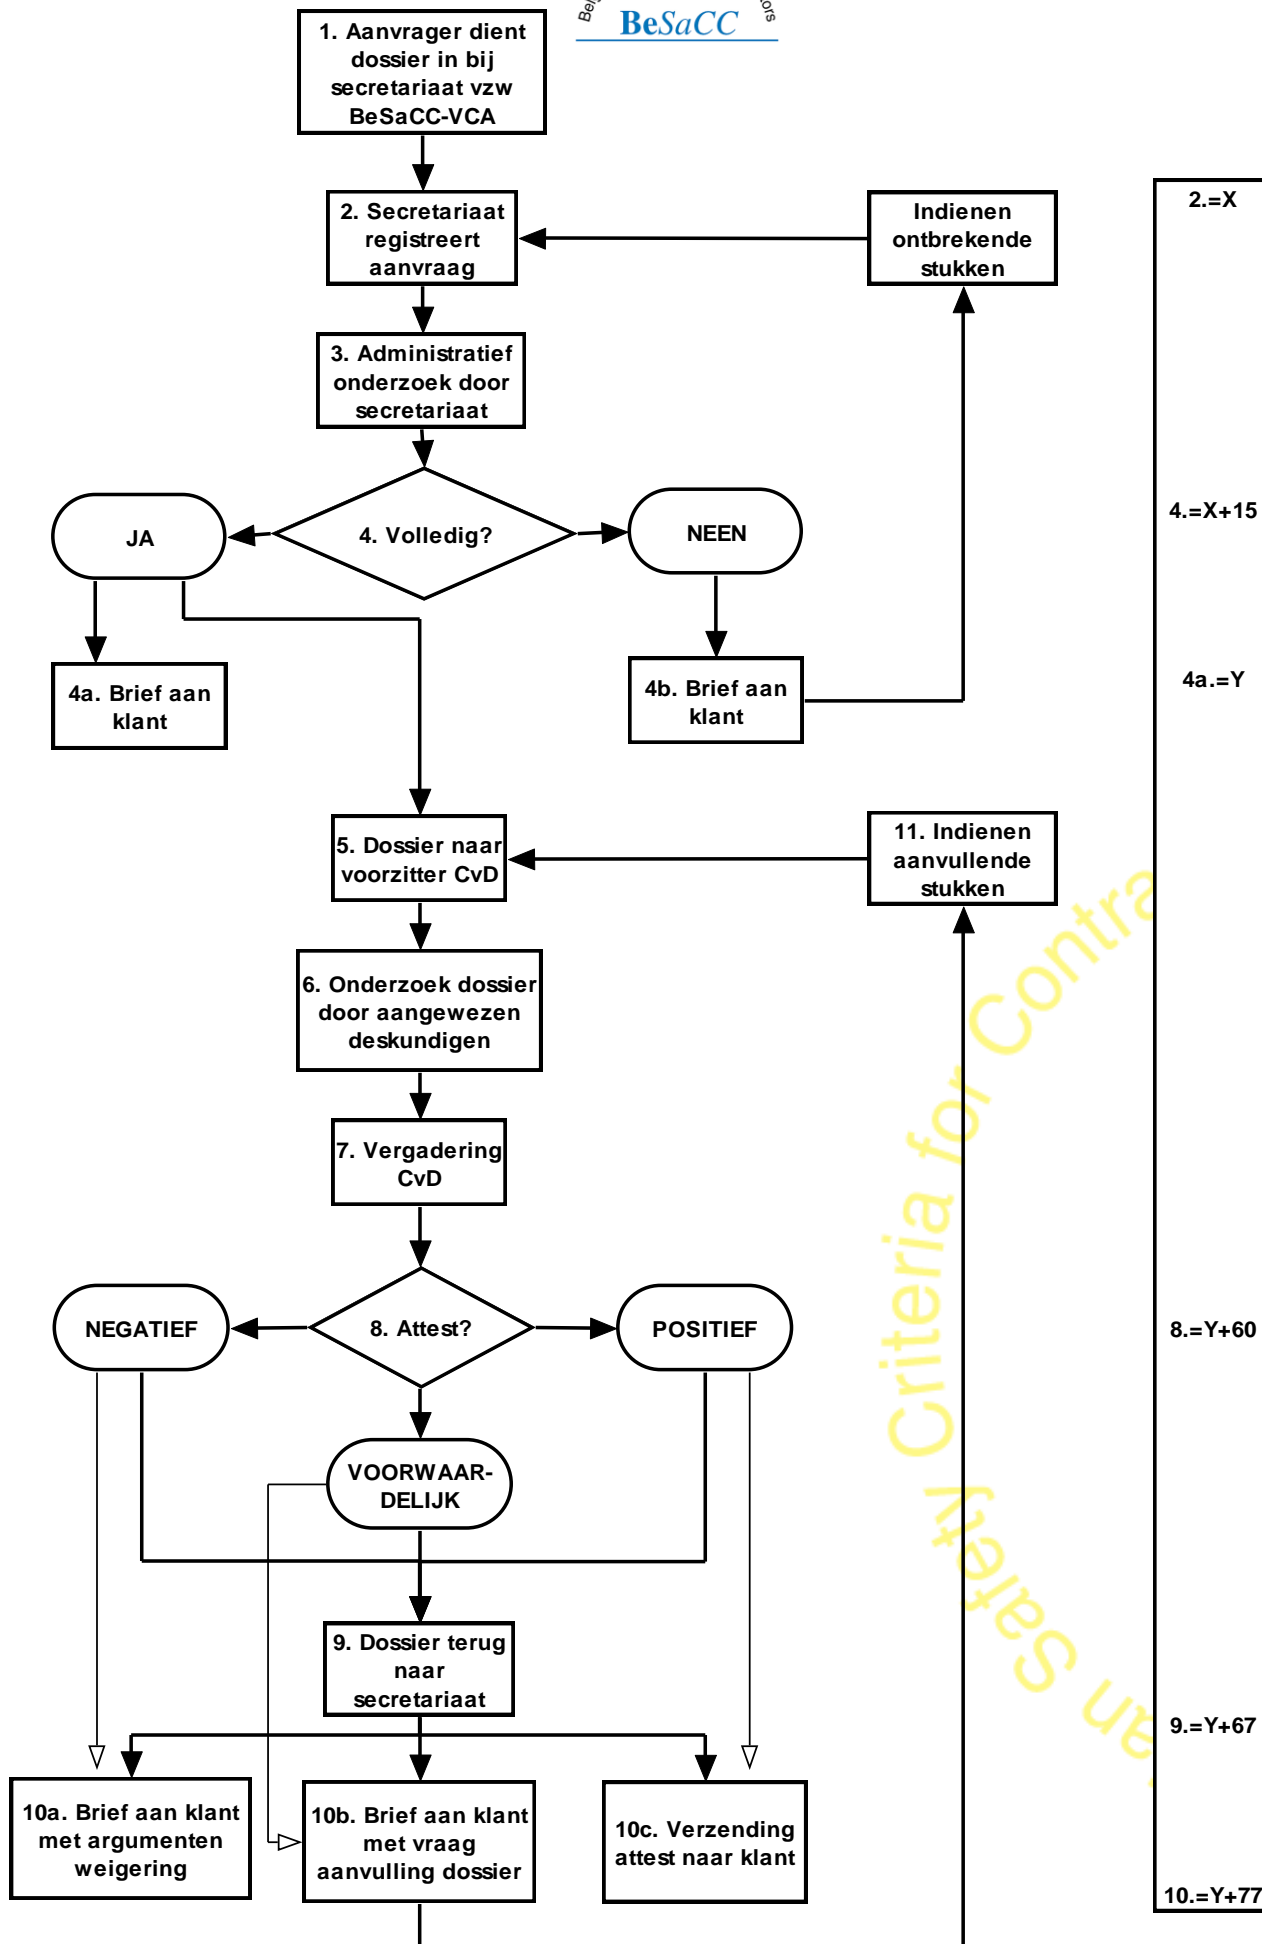 BeSaCC
1. Aanvrager dient
dossier in bij
secretariaat vzw
BeSaCC-VCA
2. Secretariaat
registreert
aanvraag
Indienen
ontbrekende
stukken
2.=X
3. Administratief
onderzoek door
secretariaat
4. Volledig?
JA
NEEN
4.=X+15
4a. Brief aan
klant
4b. Brief aan
klant
4a.=Y
5. Dossier naar
voorzitter CvD
11. Indienen
aanvullende
stukken
6. Onderzoek dossier
door aangewezen
deskundigen
7. Vergadering
CvD
NEGATIEF
8. Attest?
POSITIEF
8.=Y+60
VOORWAAR-
DELIJK
9. Dossier terug
naar
secretariaat
9.=Y+67
10a. Brief aan klant
met argumenten
weigering
10b. Brief aan klant
met vraag
aanvulling dossier
10c. Verzending
attest naar klant
10.=Y+77
Safety Criteria for